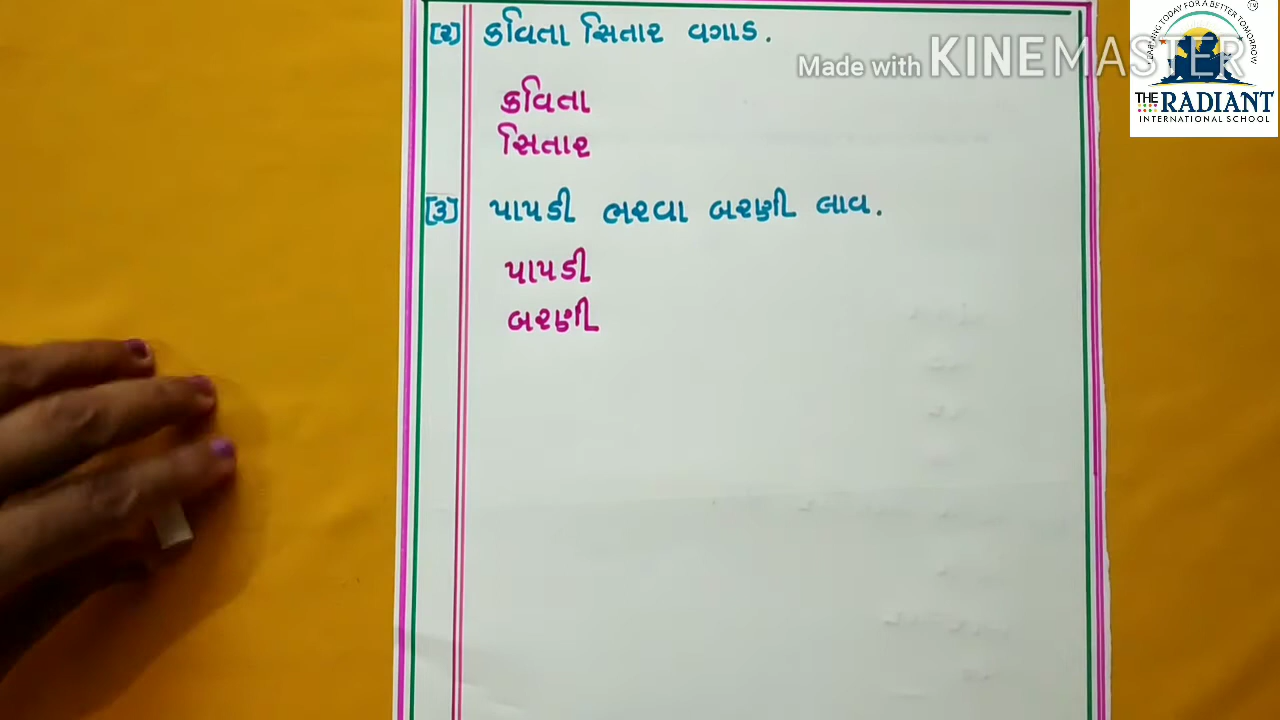 [૨] કવિતા સિતાર વગાડ.
કવિતા
સિતાર
[૩] પાપડી ભરવા બરણી લાવ.
પાપડી
બરણી
Made with KINEMASTER
THE RADIANT
INTERNATIONAL SCHOOL